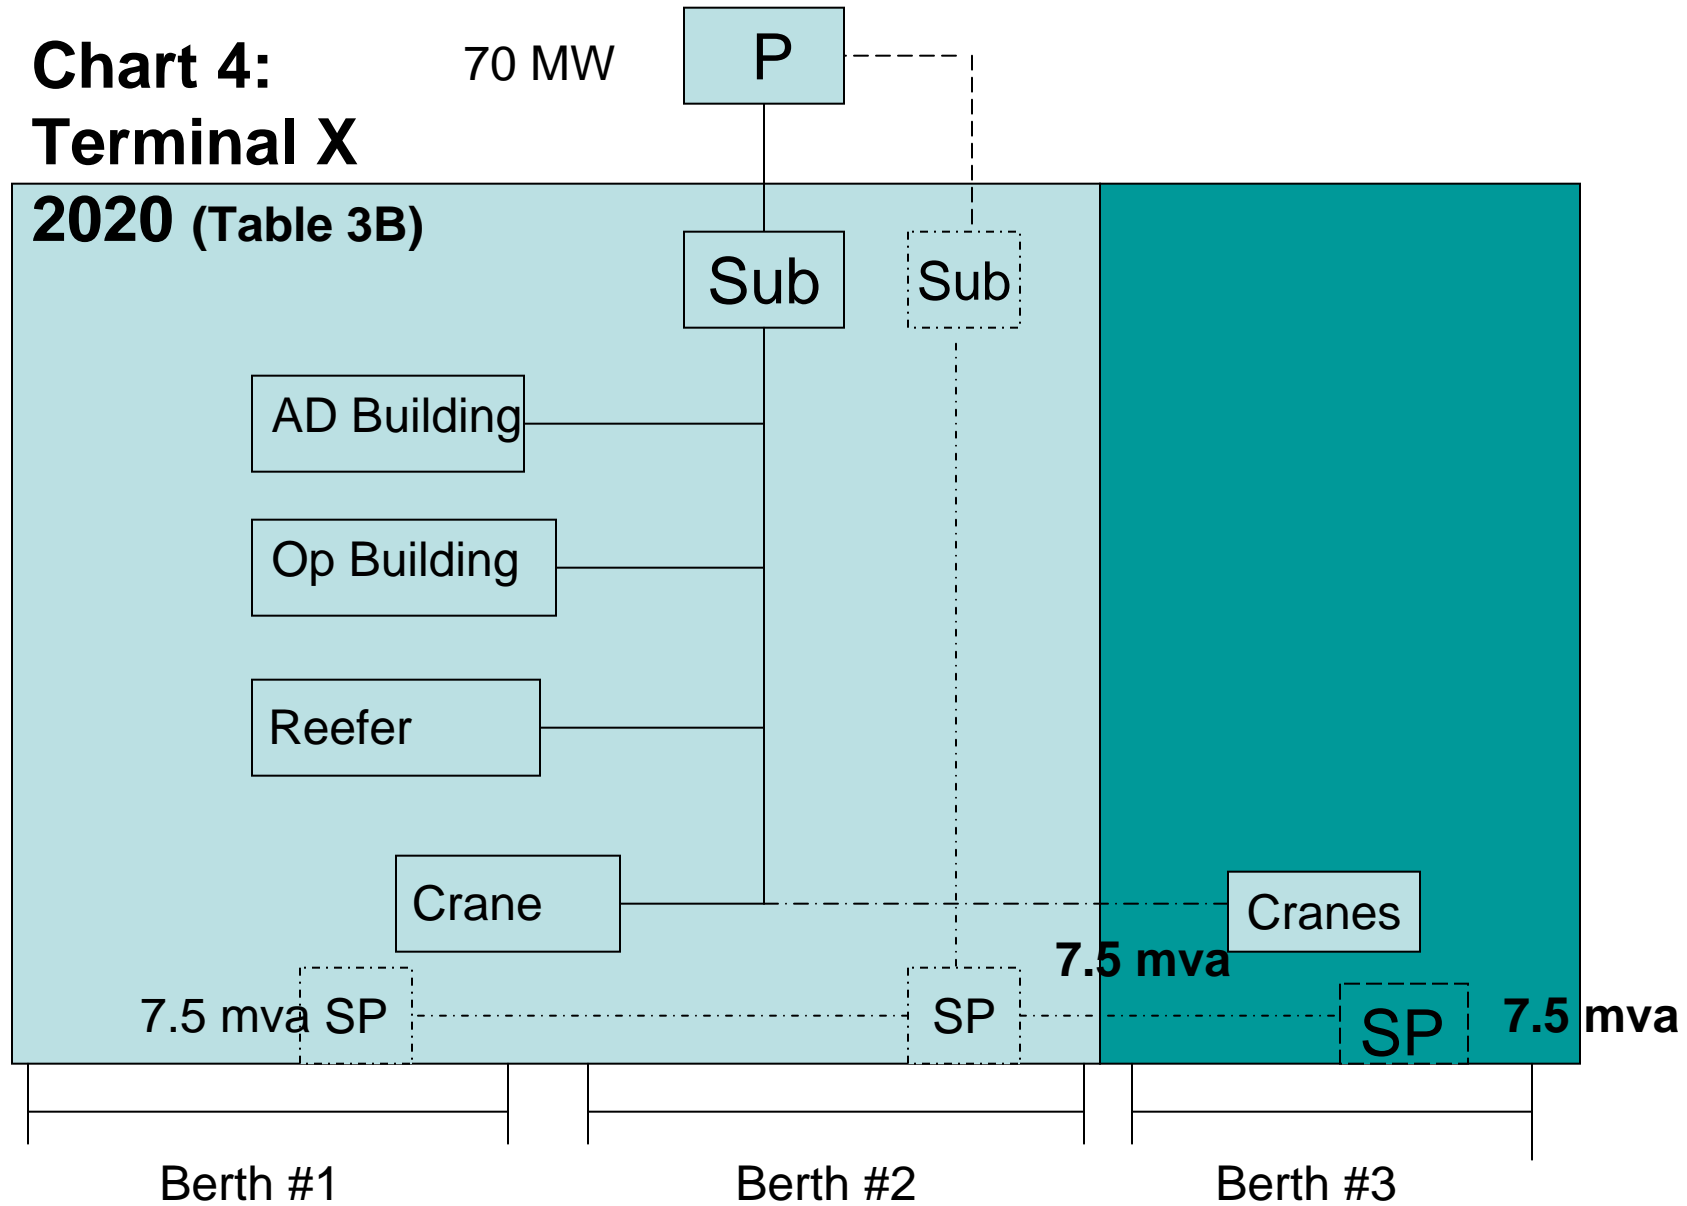 Chart 4:
Terminal X
2020 (Table 3B)
70 MW
P
Sub
Sub
AD Building
Op Building
Reefer
Crane
Cranes
7.5 mva
7.5 mva
SP
SP
SP
7.5 mva
Berth #1
Berth #2
Berth #3